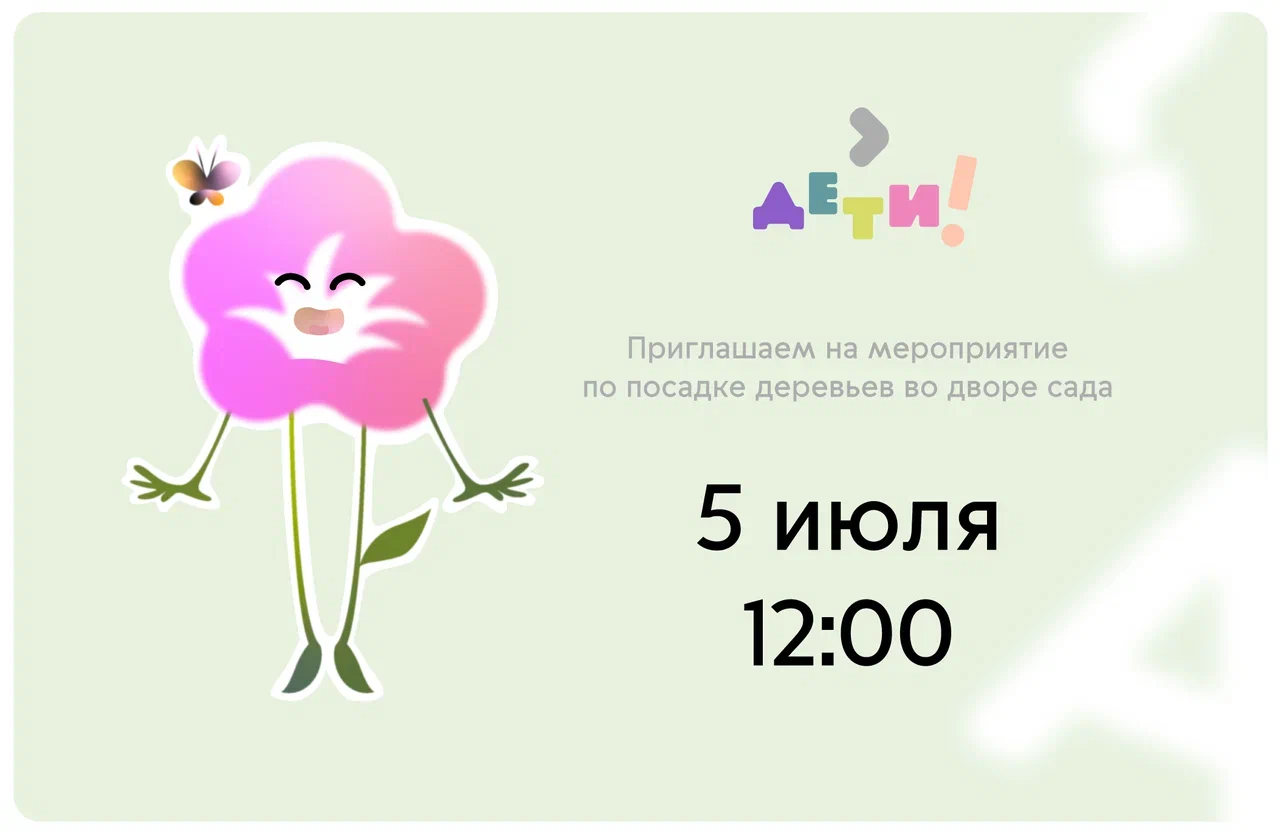 ДЕТИ!
Приглашаем на мероприятие
по посадке деревьев во дворе сада
5 июля
12:00